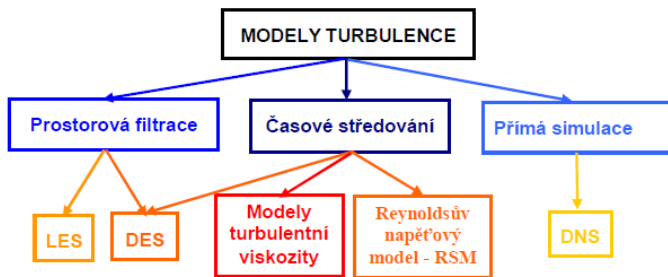 MODELY TURBULENCE
Prostorová filtrace
Časové středování
Přímá simulace
LES
DES
Modely
turbulentní
viskozity
Reynoldsův
napěťový
model - RSM
DNS